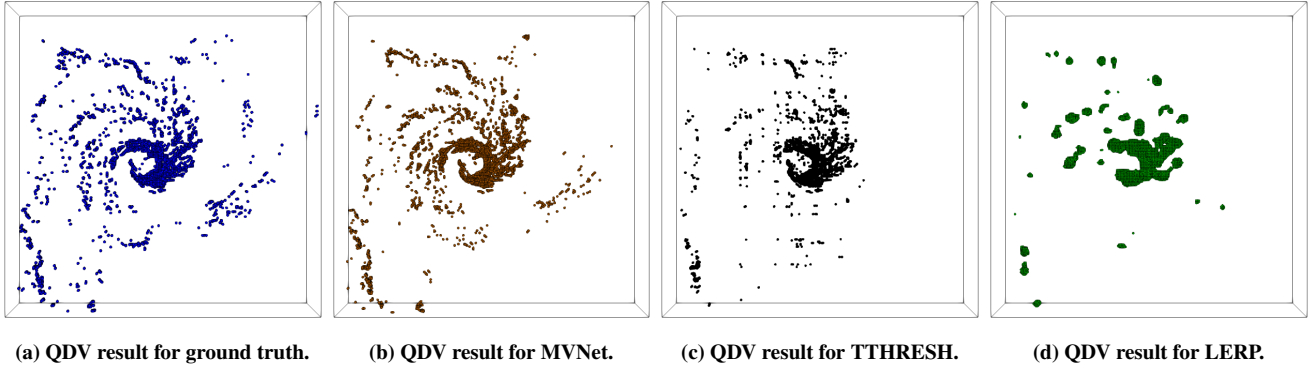 (a) QDV result for ground truth.
(b) QDV result for MVNet.
(c) QDV result for TTHRESH.
(d) QDV result for LERP.